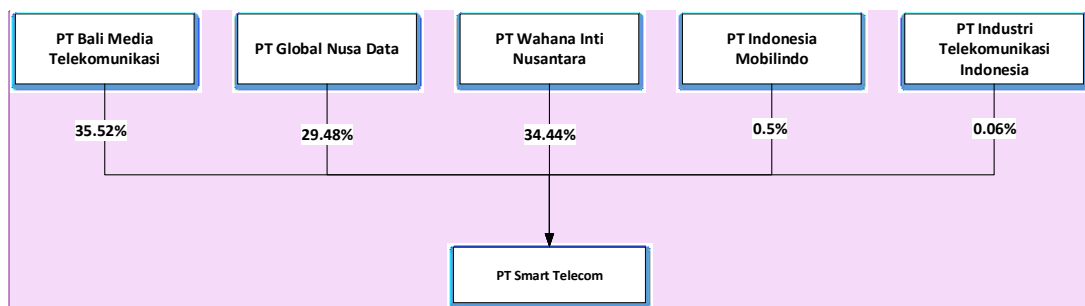 PT Bali Media
Telekomunikasi
PT Global Nusa Data
PT Wahana Inti
Nusantara
PT Indonesia
Mobilindo
PT Industri
Telekomunikasi
Indonesia
35.52%
29.48%
34.44%
0.5%
0.06%
PT Smart Telecom